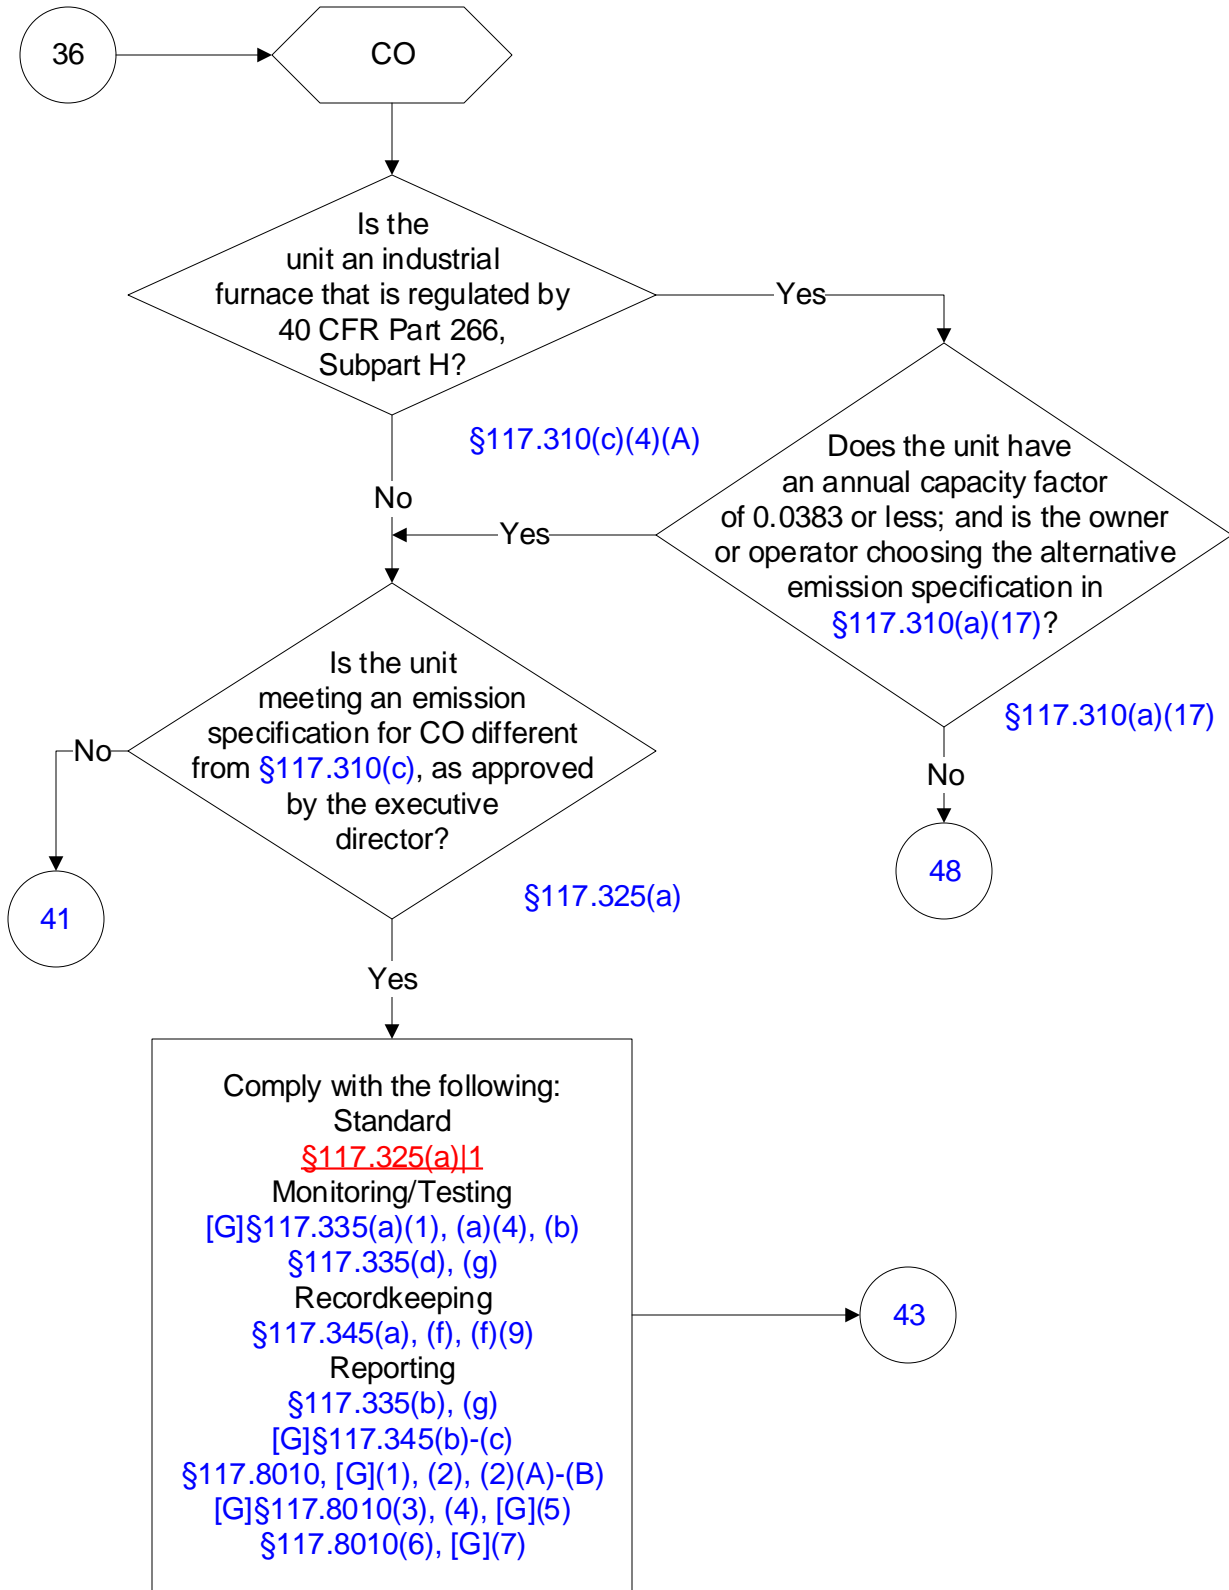 36
CO
Is the
unit an industrial
furnace that is regulated by
40 CFR Part 266,
Subpart H?
Yes
§117.310(c)(4)(A)
No
Does the unit have
an annual capacity factor
of 0.0383 or less; and is the owner
or operator choosing the alternative
emission specification in
§117.310(a)(17)?
Yes
§117.310(a)(17)
No
48
Is the unit
meeting an emission
specification for CO different
from §117.310(c), as approved
by the executive
director?
No
41
§117.325(a)
Yes
Comply with the following:
Standard
§117.325(a)|1
Monitoring/Testing
[G]§117.335(a)(1), (a)(4), (b)
§117.335(d), (g)
Recordkeeping
§117.345(a), (f), (f)(9)
Reporting
§117.335(b), (g)
[G]§117.345(b)-(c)
§117.8010, [G](1), (2), (2)(A)-(B)
[G]§117.8010(3), (4), [G](5)
§117.8010(6), [G](7)
43